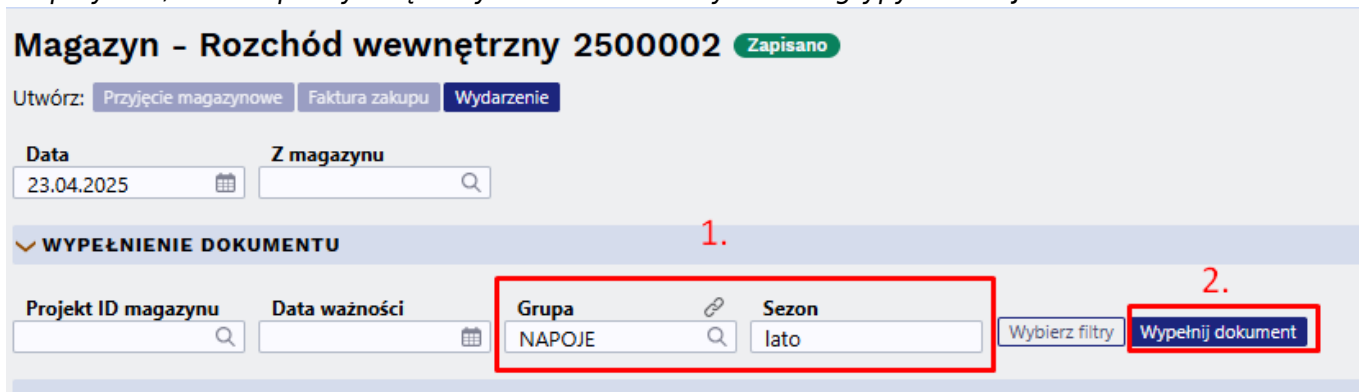 Magazyn - Rozchód wewnętrzny 2500002 Zapisano
Utwórz: Przyjęcie magazynowe Faktura zakupu Wydarzenie
Data Z magazynu
23.04.2025
WYPEŁNIENIE DOKUMENTU 1.
2.
Projekt ID magazynu Data ważności Grupa Sezon
NAPOJE lato Wybierz filtry Wypełnij dokument